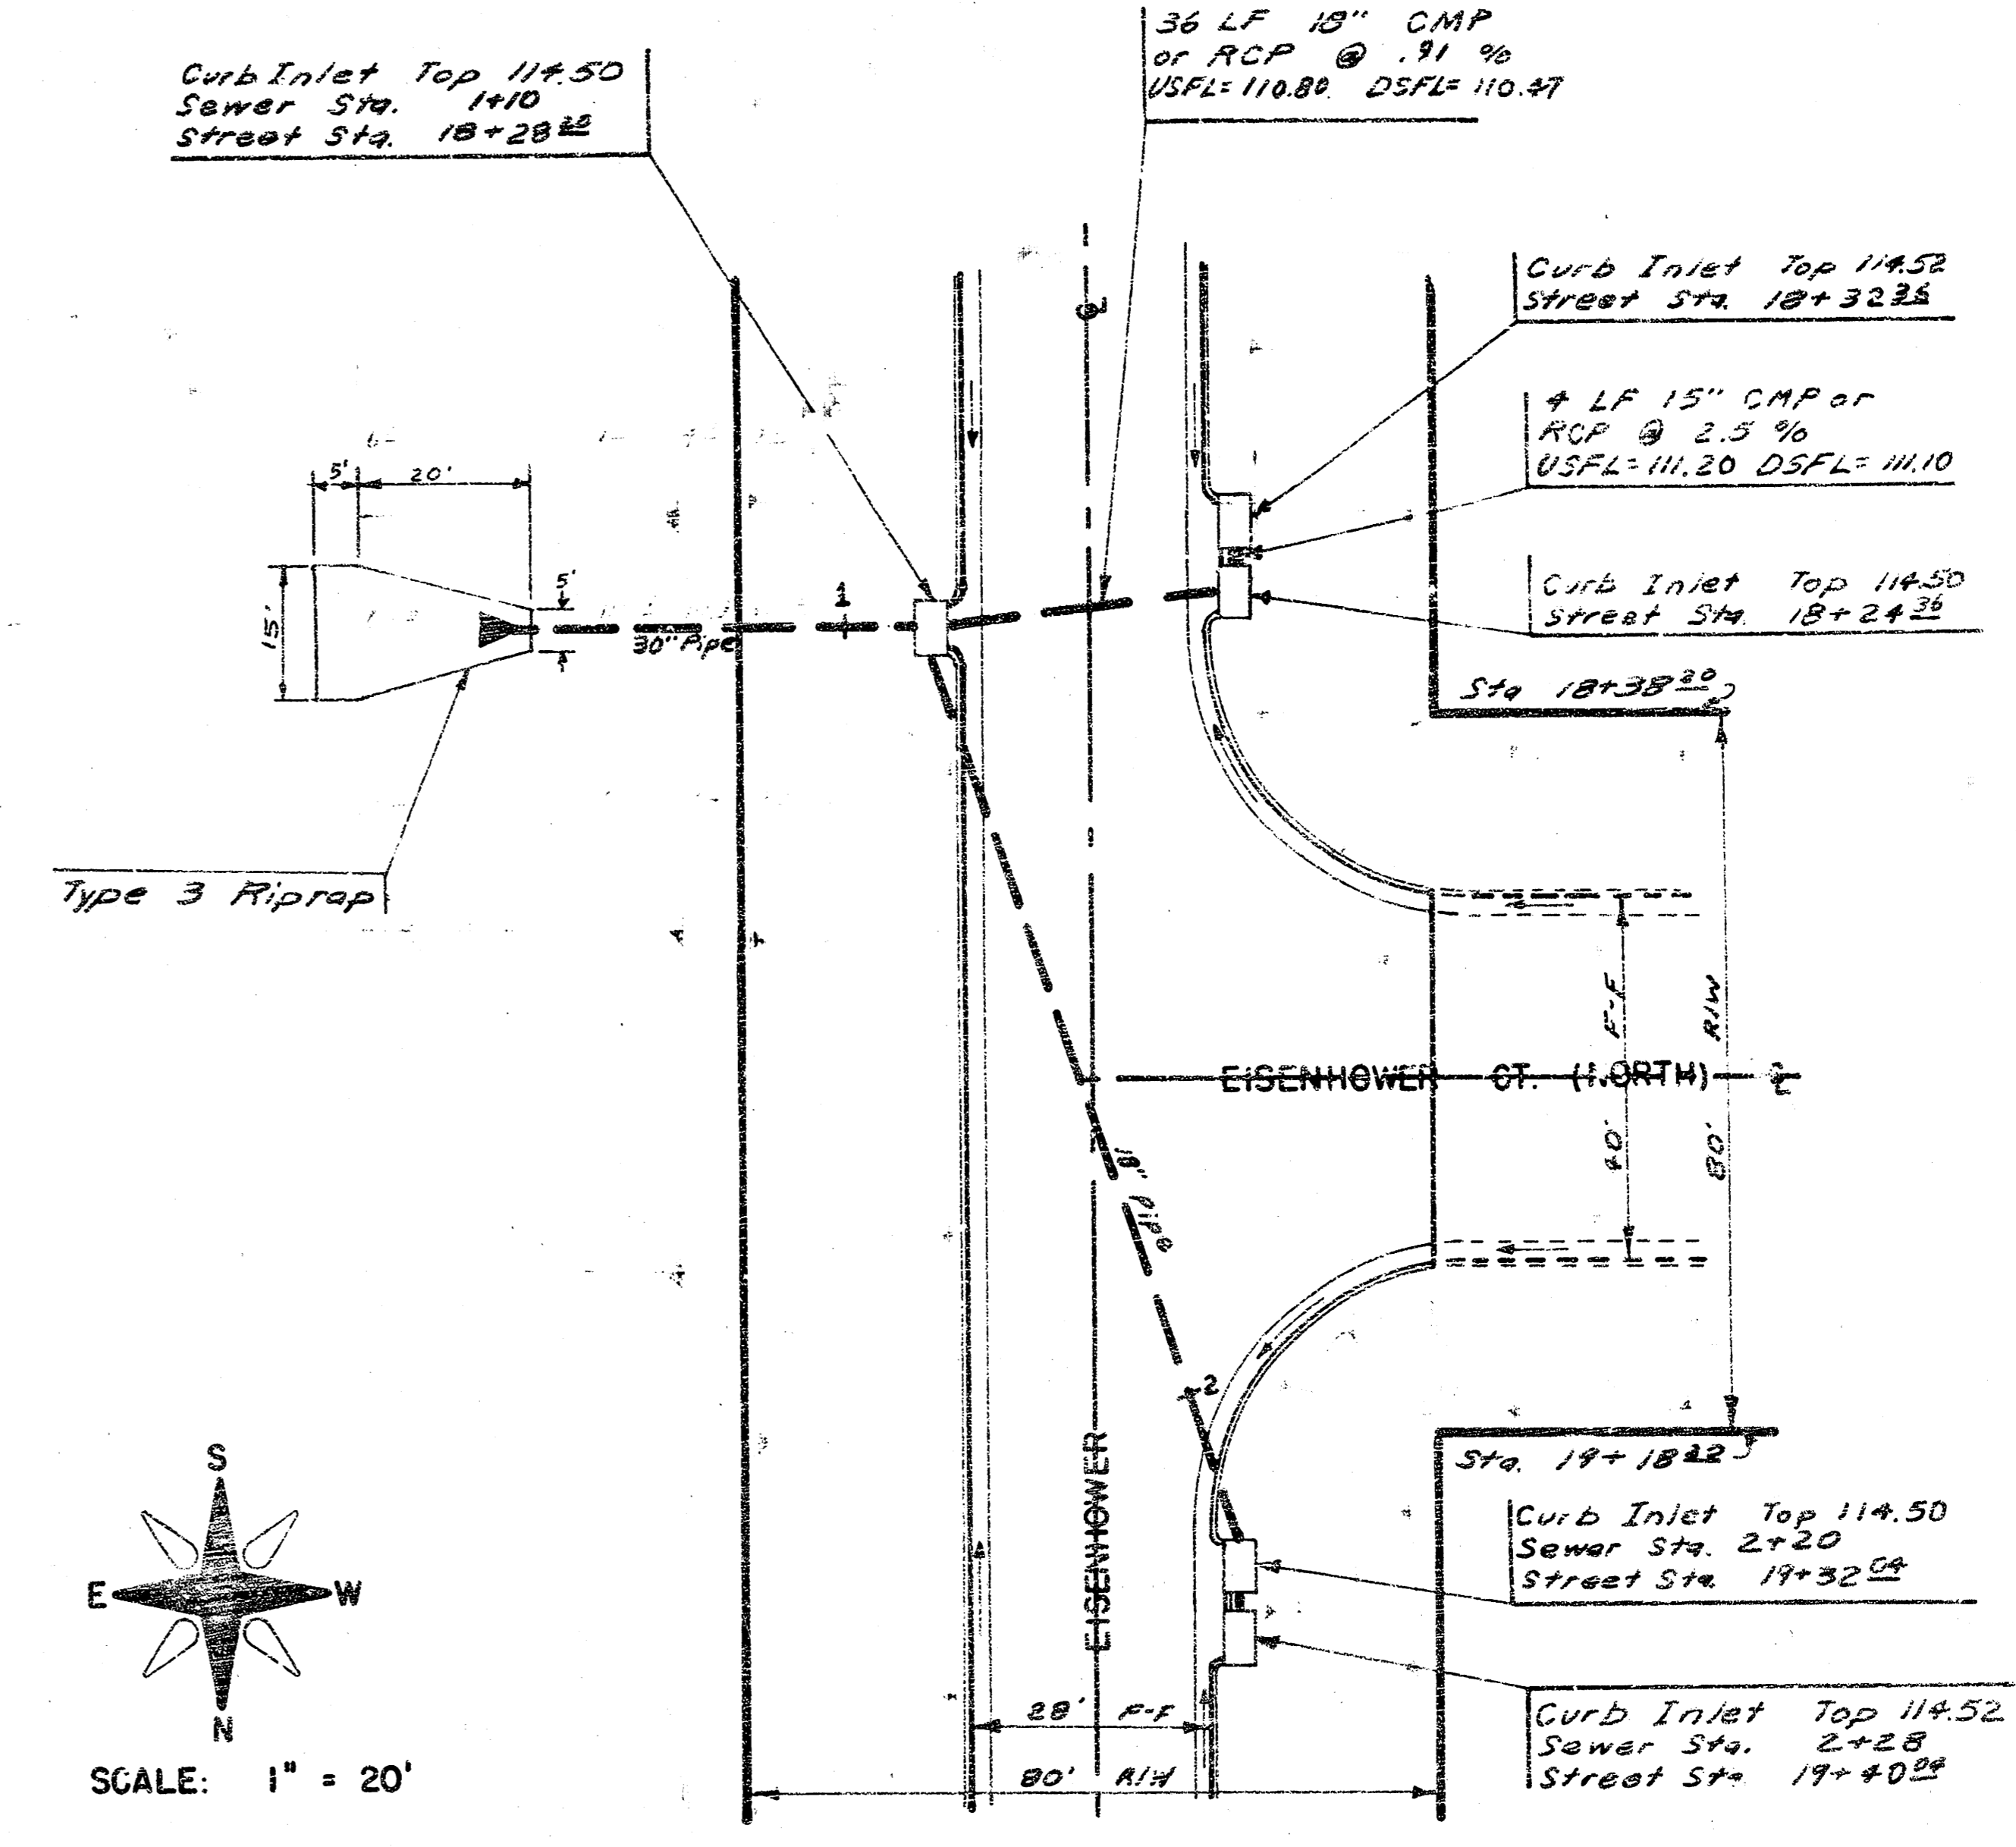 36 LF 18" CMP
or RCP @ .91 %
USFL= 110.80 DSFL= 110.47
Curb Inlet Top 114.50
Sewer Sta. 1+10
Street Sta. 18+28 20
Curb Inlet Top 114.52
Street Sta. 18+32 36
4 LF 15" CMP or
RCP @ 2.5 %
USFL= 111.20 DSFL= 111.10
Curb Inlet Top 114.50
Street Sta. 18+24 36
5' 20'
15'
5'
30" Pipe
1
Sta 18+38 20
Type 3 Riprap
40' F-F
80' R/W
EISENHOWER CT. (NORTH)
18" Pipe
2
Sta. 19+18 22
Curb Inlet Top 114.50
Sewer Sta. 2+20
Street Sta. 19+32 04
Curb Inlet Top 114.52
Sewer Sta. 2+28
Street Sta 19+40 04
EISENHOWER
28' F-F
80' R/W
S
E W
N
SCALE: 1" = 20'